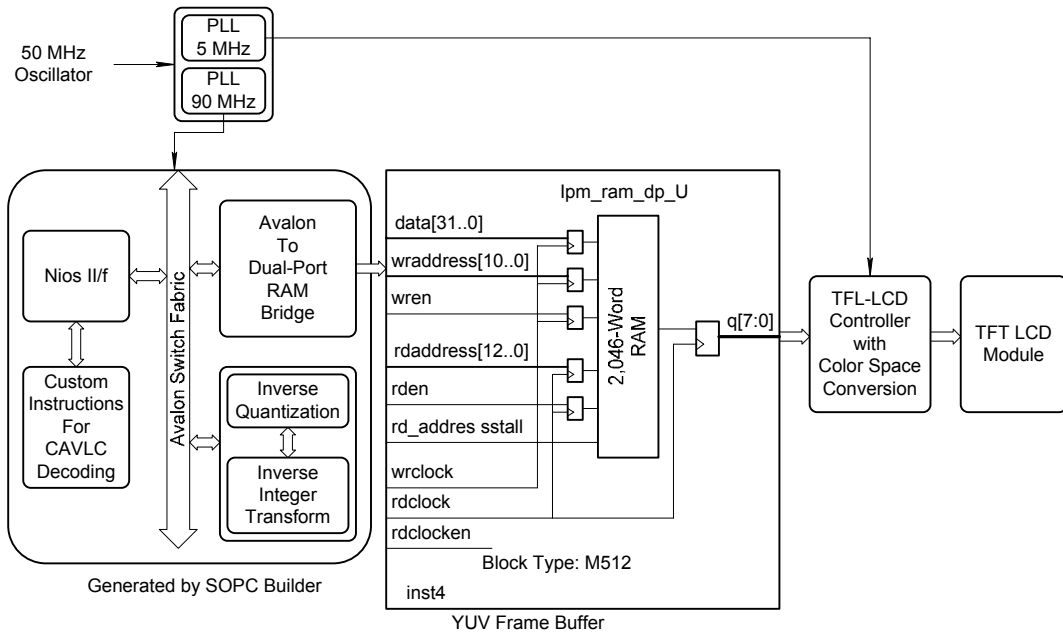 PLL
5 MHz
50 MHz
Oscillator
PLL
90 MHz
Nios II/f
Custom
Instructions
For
CAVLC
Decoding
Avalon Switch Fabric
Avalon
To
Dual-Port
RAM
Bridge
Inverse
Quantization
Inverse
Integer
Transform
Generated by SOPC Builder
lpm_ram_dp_U
data[31..0]
wraddress[10..0]
wren
rdaddress[12..0]
rden
rd_addres sstall
wrclock
rdclock
rdclocken
2,046-Word
RAM
q[7:0]
Block Type: M512
inst4
YUV Frame Buffer
TFL-LCD
Controller
with
Color Space
Conversion
TFT LCD
Module